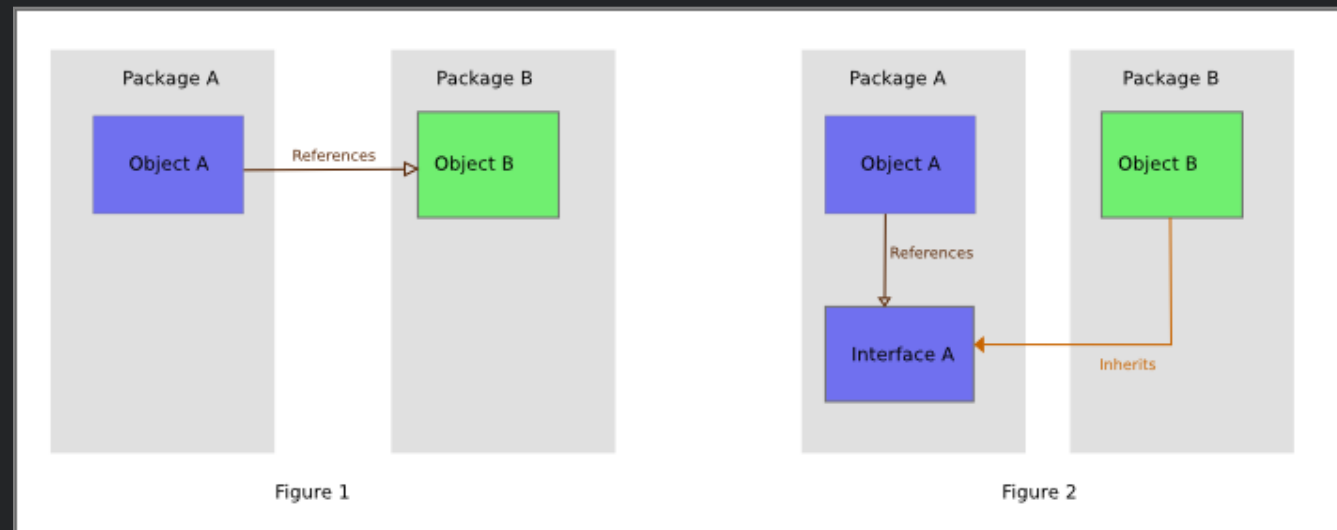 Package A
Object A
References
Package B
Object B
Figure 1
Package A
Object A
References
Interface A
Package B
Object B
Inherits
Figure 2